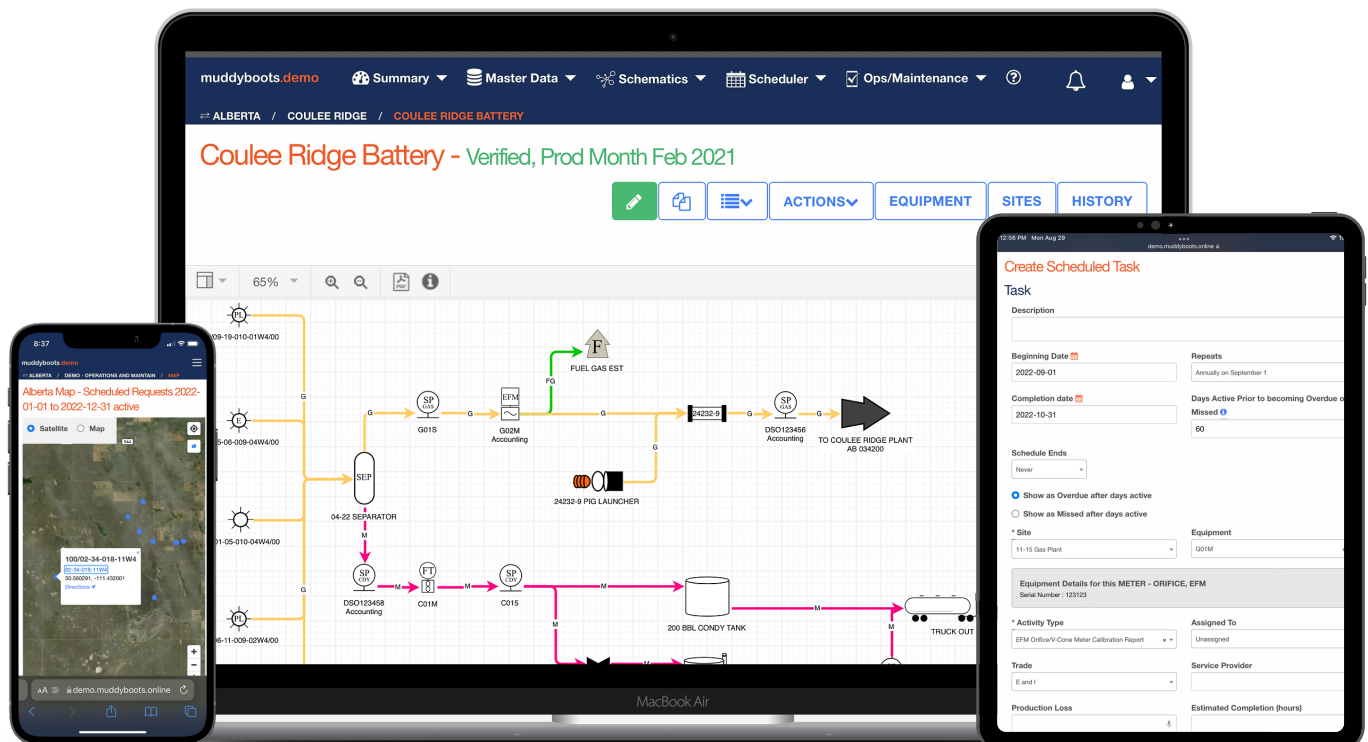 muddyboots.demo Summary Master Data Schematics Scheduler Ops/Maintenance ?
ALBERTA / COULEE RIDGE / COULEE RIDGE BATTERY
Coulee Ridge Battery - Verified, Prod Month Feb 2021
ACTIONS EQUIPMENT SITES HISTORY
65% PDF
PL
/09-19-010-01W4/00
E
5-06-009-04W4/00
01-05-010-04W4/00
PL
6-11-009-02W4/00
G
G
SEP
04-22 SEPARATOR
G
SP
GAS
G01S
G
EFM
G02M
Accounting
FG
F
FUEL GAS EST
G
G
24232-9
24232-9 PIG LAUNCHER
G
SP
GAS
DSO123456
Accounting
G
TO COULEE RIDGE PLANT
AB 034200
M
SP
CDY
DSO123458
Accounting
M
FT
C01M
M
SP
CDY
C015
M
M
200 BBL CONDY TANK
M
M
TRUCK OUT
MacBook Air
8:37
muddyboots.demo
ALBERTA / DEMO - OPERATIONS AND MAINTAIN / MAP
Alberta Map - Scheduled Requests 2022-
01-01 to 2022-12-31 active
Satellite Map
544
100/02-34-018-11W4
02-34-018-11W4
50.560291, -111.432001
Directions
+
−
AA demo.muddyboots.online
12:56 PM Mon Aug 29
demo.muddyboots.online
Create Scheduled Task
Task
Description
Beginning Date Repeats
2022-09-01 Annually on September 1
Completion date Days Active Prior to becoming Overdue o
2022-10-31 Missed
60
Schedule Ends
Never
Show as Overdue after days active
Show as Missed after days active
* Site Equipment
11-15 Gas Plant G01M
Equipment Details for this METER - ORIFICE, EFM
Serial Number : 123123
* Activity Type Assigned To
EFM Orifice/V-Cone Meter Calibration Report Unassigned
Trade Service Provider
E and I
Production Loss Estimated Completion (hours)